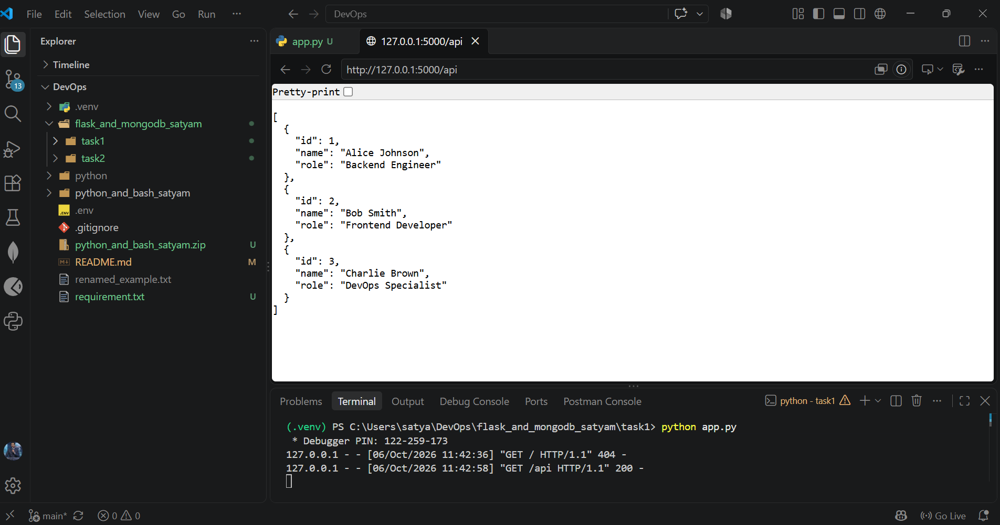 File Edit Selection View Go Run ···
DevOps
Explorer
Timeline
DevOps
.venv
flask_and_mongodb_satyam
task1
task2
python
python_and_bash_satyam
.ENV .env
.gitignore
python_and_bash_satyam.zip U
README.md M
renamed_example.txt
requirement.txt U
13
app.py U
127.0.0.1:5000/api
http://127.0.0.1:5000/api
Pretty-print
[
  {
    "id": 1,
    "name": "Alice Johnson",
    "role": "Backend Engineer"
  },
  {
    "id": 2,
    "name": "Bob Smith",
    "role": "Frontend Developer"
  },
  {
    "id": 3,
    "name": "Charlie Brown",
    "role": "DevOps Specialist"
  }
]
Problems Terminal Output Debug Console Ports Postman Console
python - task1
(.venv) PS C:\Users\satya\DevOps\flask_and_mongodb_satyam\task1> python app.py
 * Debugger PIN: 122-259-173
127.0.0.1 - - [06/Oct/2026 11:42:36] "GET / HTTP/1.1" 404 -
127.0.0.1 - - [06/Oct/2026 11:42:58] "GET /api HTTP/1.1" 200 -
main* 0 0
Go Live